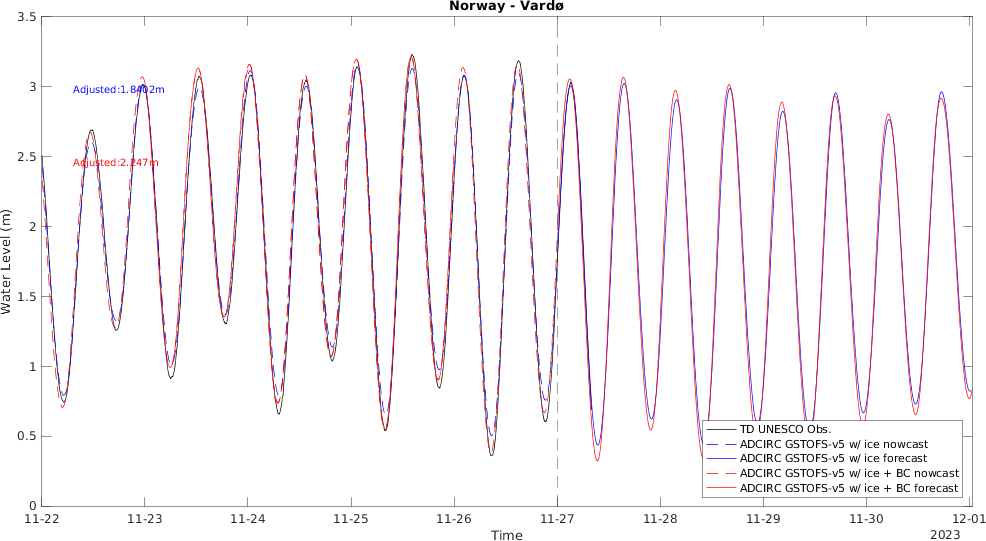 Norway - Vardø
3.5
3
2.5
2
1.5
1
0.5
0
Water Level (m)
Adjusted:1.8402m
Adjusted:2.247m
TD UNESCO Obs.
ADCIRC GSTOFS-v5 w/ ice nowcast
ADCIRC GSTOFS-v5 w/ ice forecast
ADCIRC GSTOFS-v5 w/ ice + BC nowcast
ADCIRC GSTOFS-v5 w/ ice + BC forecast
11-22 11-23 11-24 11-25 11-26 11-27 11-28 11-29 11-30 12-01
Time
2023